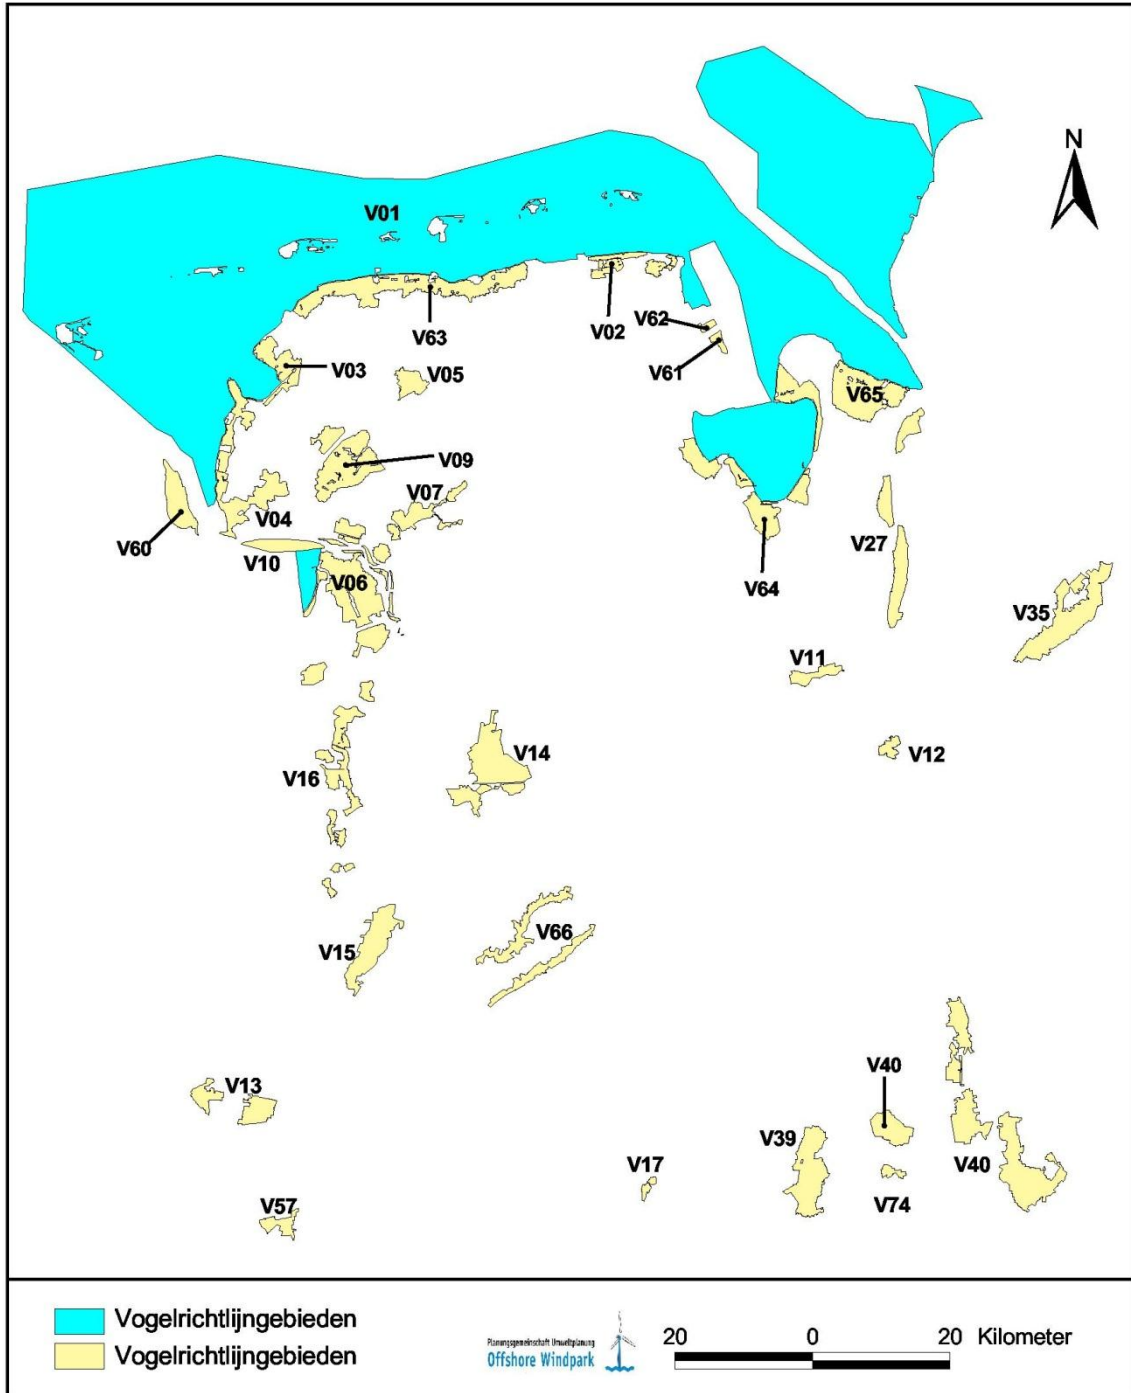 N
V01
V62
V02
V63
V61
V03
V05
V65
V09
V07
V04
V60
V10
V27
V06
V64
V35
V11
V14
V12
V16
V66
V15
V40
V13
V39
V17
V40
V74
V57
Vogelrichtlijngebieden
Vogelrichtlijngebieden
Planungsgemeinschaft Umweltplanung
Offshore Windpark
20 0 20 Kilometer